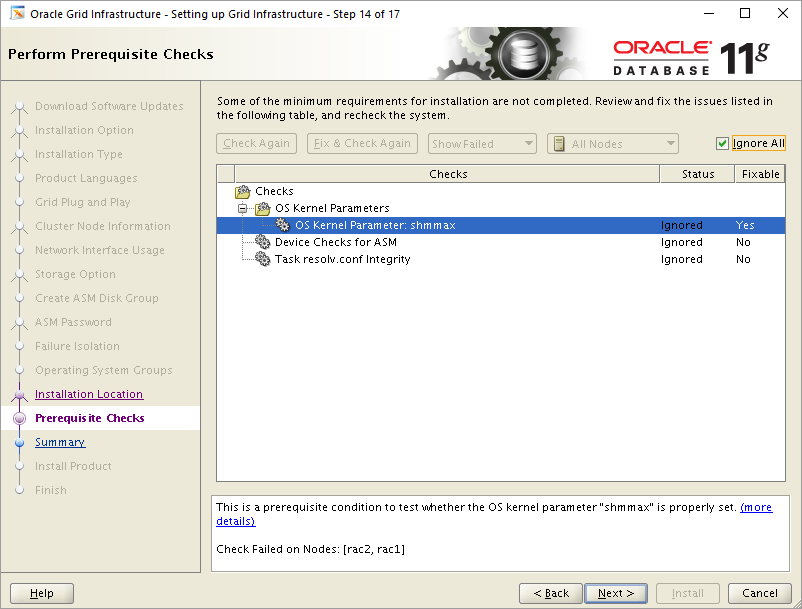 Oracle Grid Infrastructure - Setting up Grid Infrastructure - Step 14 of 17
Perform Prerequisite Checks
ORACLE
DATABASE 11g
Download Software Updates
Installation Option
Installation Type
Product Languages
Grid Plug and Play
Cluster Node Information
Network Interface Usage
Storage Option
Create ASM Disk Group
ASM Password
Failure Isolation
Operating System Groups
Installation Location
Prerequisite Checks
Summary
Install Product
Finish
Some of the minimum requirements for installation are not completed. Review and fix the issues listed in
the following table, and recheck the system.
Check Again Fix & Check Again Show Failed All Nodes Ignore All
Checks Status Fixable
Checks
OS Kernel Parameters
OS Kernel Parameter: shmmax Ignored Yes
Device Checks for ASM Ignored No
Task resolv.conf Integrity Ignored No
This is a prerequisite condition to test whether the OS kernel parameter "shmmax" is properly set. (more
details)
Check Failed on Nodes: [rac2, rac1]
Help < Back Next > Install Cancel